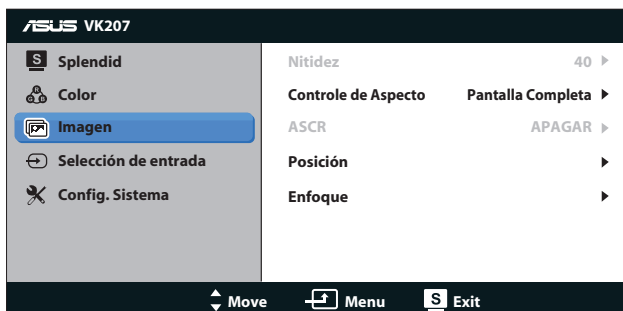 ASUS VK207
S Splendid
Color
Imagen
Selección de entrada
Config. Sistema
Nitidez 40
Controle de Aspecto Pantalla Completa
ASCR APAGAR
Posición
Enfoque
Move Menu S Exit